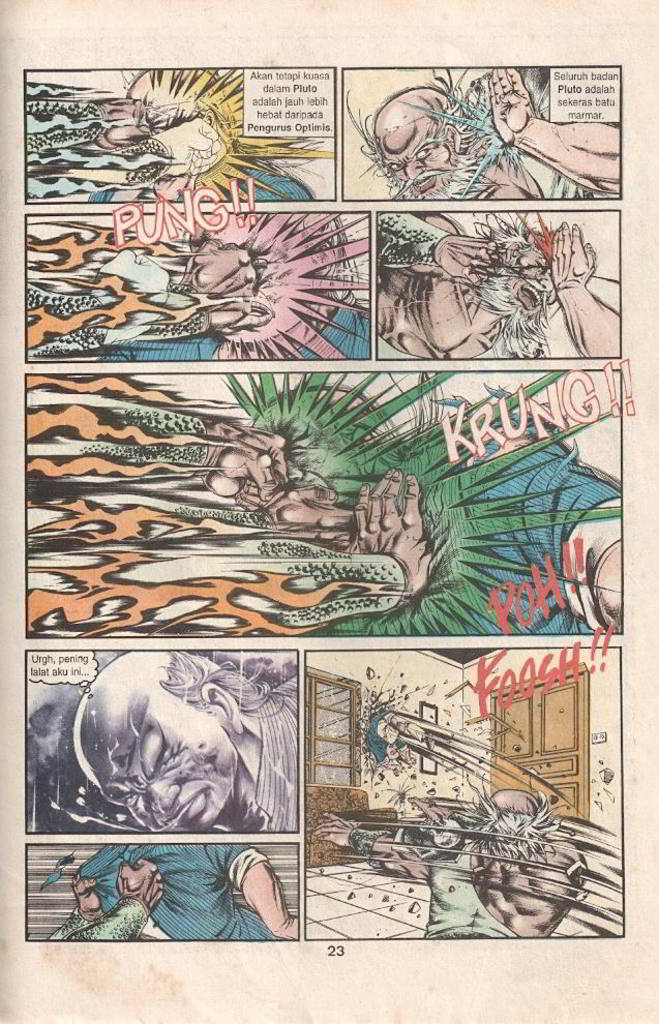 Akan tetapi kuasa
dalam Pluto
adalah jauh lebih
hebat daripada
Pengurus Optimis.
Seluruh badan
Pluto adalah
sekeras batu
marmar.
PUNG!!
KRUNG!!
POH!!
Urgh, pening
lalat aku ini...
FOOSH!!
23